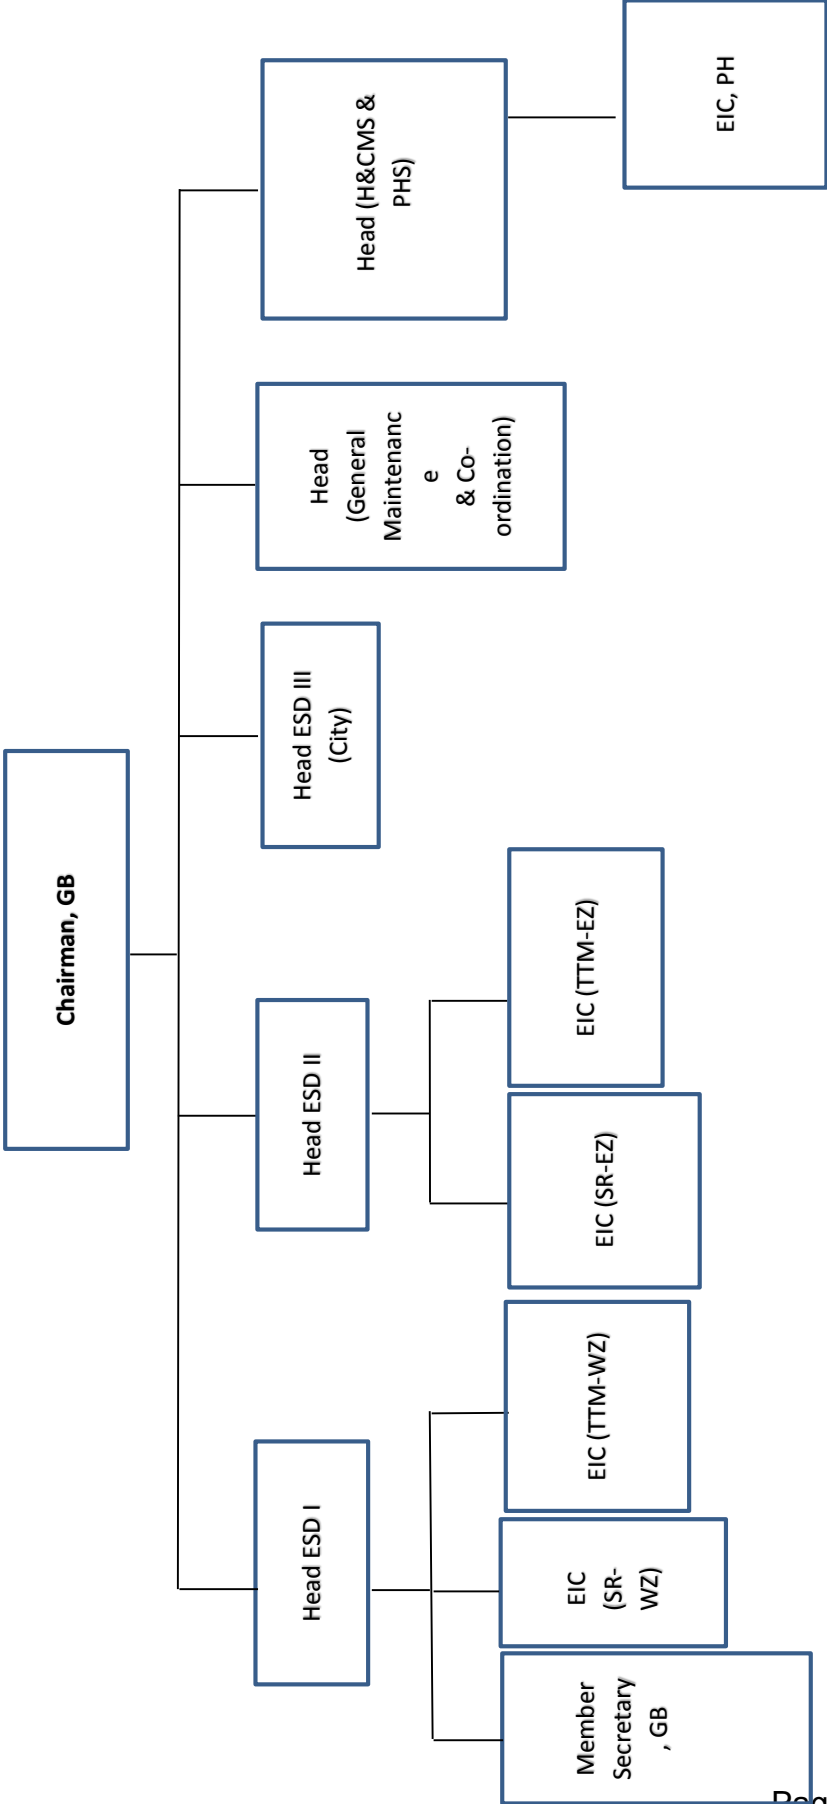 Chairman, GB
Head ESD I
Head ESD II
Head ESD III
(City)
Head
(General
Maintenanc
e
& Co-
ordination)
Head (H&CMS &
PHS)
Member
Secretary
, GB
EIC
(SR-
WZ)
EIC (TTM-WZ)
EIC (SR-EZ)
EIC (TTM-EZ)
EIC, PH